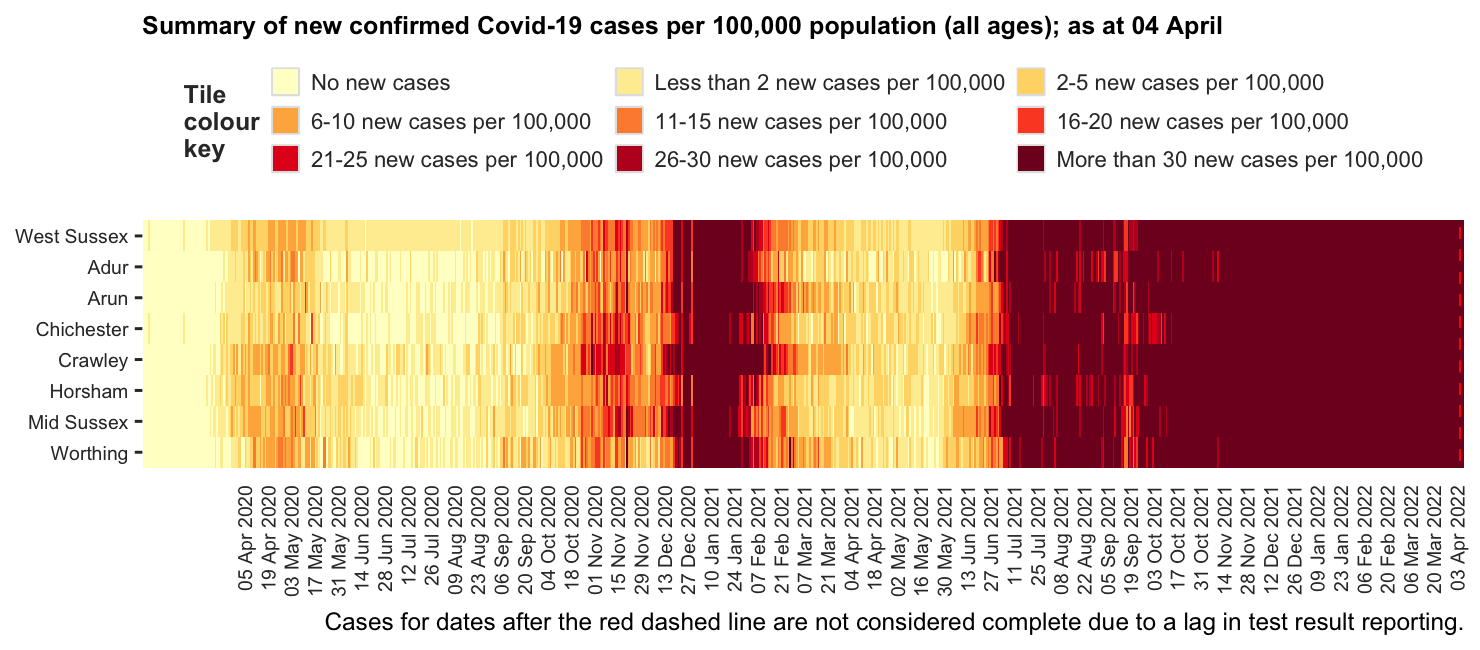 Summary of new confirmed Covid-19 cases per 100,000 population (all ages); as at 04 April
Tile
colour
key
No new cases
Less than 2 new cases per 100,000
2-5 new cases per 100,000
6-10 new cases per 100,000
11-15 new cases per 100,000
16-20 new cases per 100,000
21-25 new cases per 100,000
26-30 new cases per 100,000
More than 30 new cases per 100,000
West Sussex
Adur
Arun
Chichester
Crawley
Horsham
Mid Sussex
Worthing
05 Apr 2020
19 Apr 2020
03 May 2020
17 May 2020
31 May 2020
14 Jun 2020
28 Jun 2020
12 Jul 2020
26 Jul 2020
09 Aug 2020
23 Aug 2020
06 Sep 2020
20 Sep 2020
04 Oct 2020
18 Oct 2020
01 Nov 2020
15 Nov 2020
29 Nov 2020
13 Dec 2020
27 Dec 2020
10 Jan 2021
24 Jan 2021
07 Feb 2021
21 Feb 2021
07 Mar 2021
21 Mar 2021
04 Apr 2021
18 Apr 2021
02 May 2021
16 May 2021
30 May 2021
13 Jun 2021
27 Jun 2021
11 Jul 2021
25 Jul 2021
08 Aug 2021
22 Aug 2021
05 Sep 2021
19 Sep 2021
03 Oct 2021
17 Oct 2021
31 Oct 2021
14 Nov 2021
28 Nov 2021
12 Dec 2021
26 Dec 2021
09 Jan 2022
23 Jan 2022
06 Feb 2022
20 Feb 2022
06 Mar 2022
20 Mar 2022
03 Apr 2022
Cases for dates after the red dashed line are not considered complete due to a lag in test result reporting.